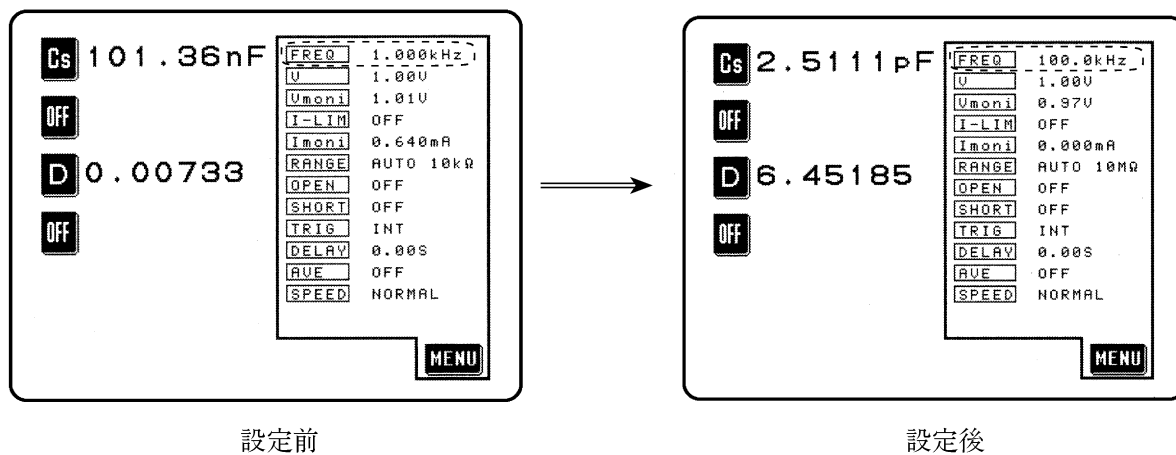 Cs 101.36nF
OFF
D 0.00733
OFF
FREQ 1.000kHz
V 1.00V
Vmoni 1.01V
I-LIM OFF
Imoni 0.640mA
RANGE AUTO 10kΩ
OPEN OFF
SHORT OFF
TRIG INT
DELAY 0.00S
AVE OFF
SPEED NORMAL
MENU
設定前
Cs 2.5111pF
OFF
D 6.45185
OFF
FREQ 100.0kHz
V 1.00V
Vmoni 0.97V
I-LIM OFF
Imoni 0.000mA
RANGE AUTO 10MΩ
OPEN OFF
SHORT OFF
TRIG INT
DELAY 0.00S
AVE OFF
SPEED NORMAL
MENU
設定後